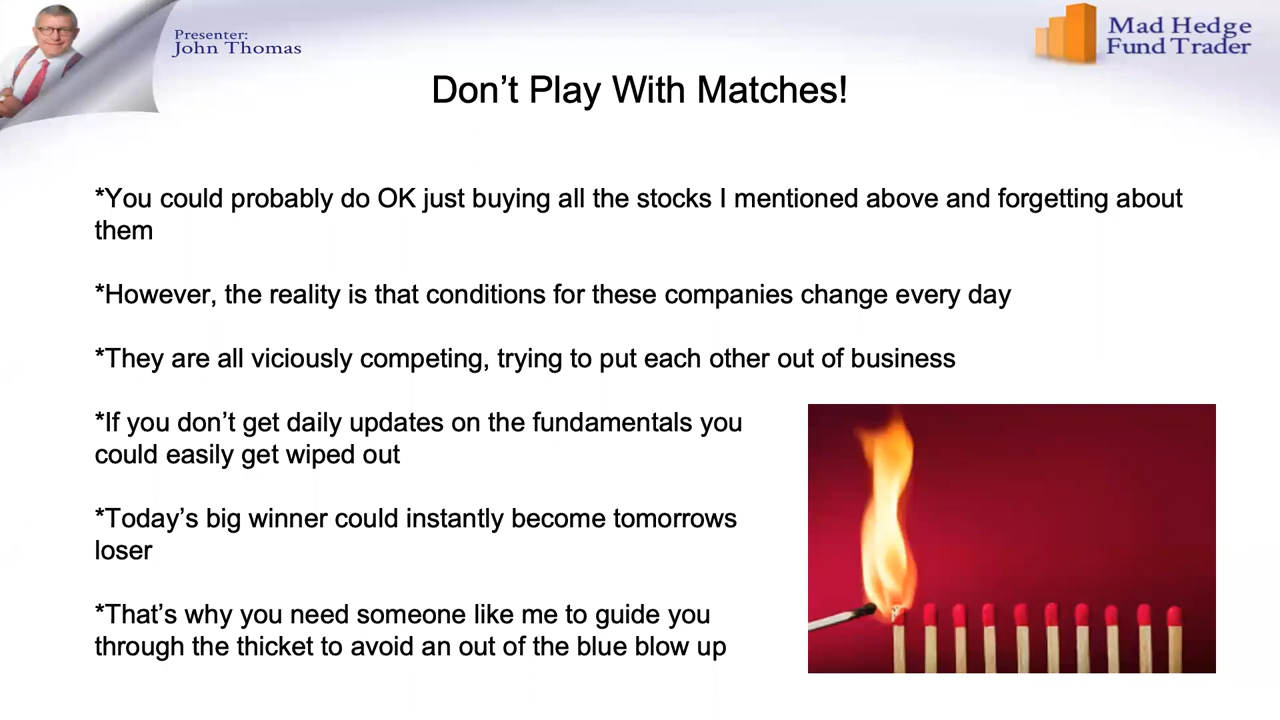 Presenter:
John Thomas
Mad Hedge
Fund Trader
Don’t Play With Matches!
*You could probably do OK just buying all the stocks I mentioned above and forgetting about
them
*However, the reality is that conditions for these companies change every day
*They are all viciously competing, trying to put each other out of business
*If you don’t get daily updates on the fundamentals you
could easily get wiped out
*Today’s big winner could instantly become tomorrows
loser
*That’s why you need someone like me to guide you
through the thicket to avoid an out of the blue blow up